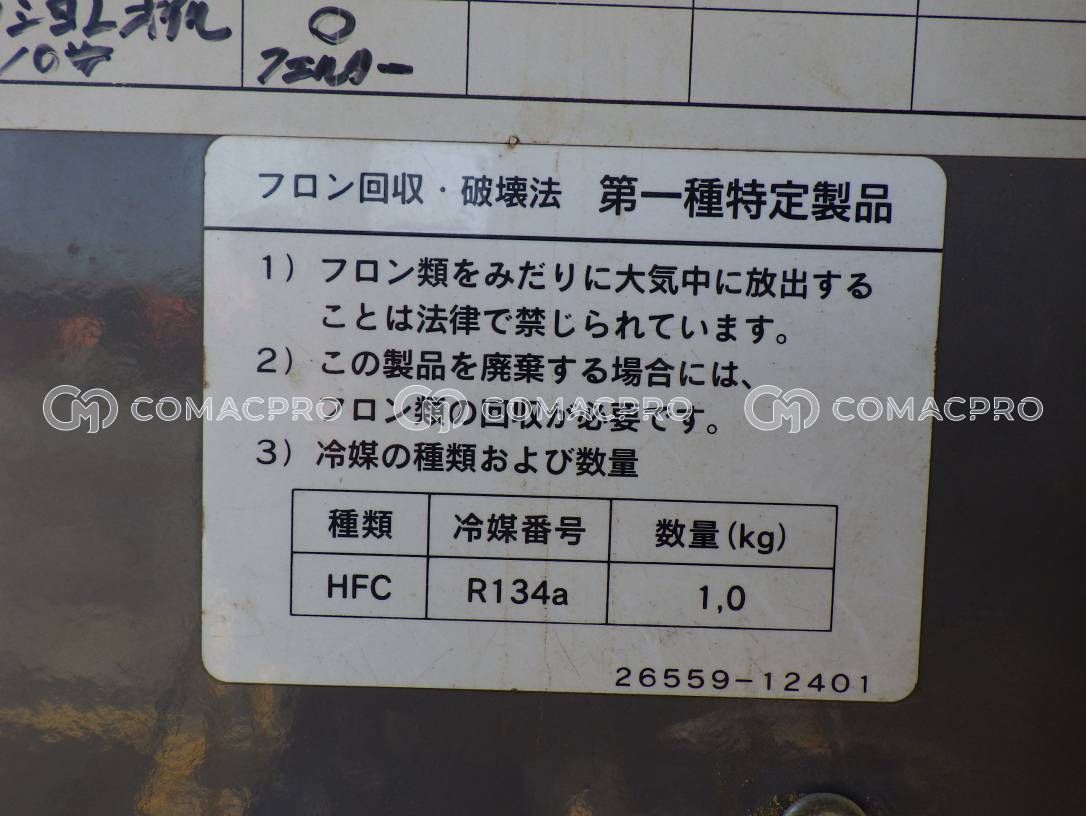 フロン回収・破壊法 第一種特定製品
1) フロン類をみだりに大気中に放出する
ことは法律で禁じられています。
2) この製品を廃棄する場合には、
フロン類の回収が必要です。
COMACPRO COMACPRO COMACPRO
3) 冷媒の種類および数量
種類 冷媒番号 数量(kg)
HFC R134a 1,0
26559-12401